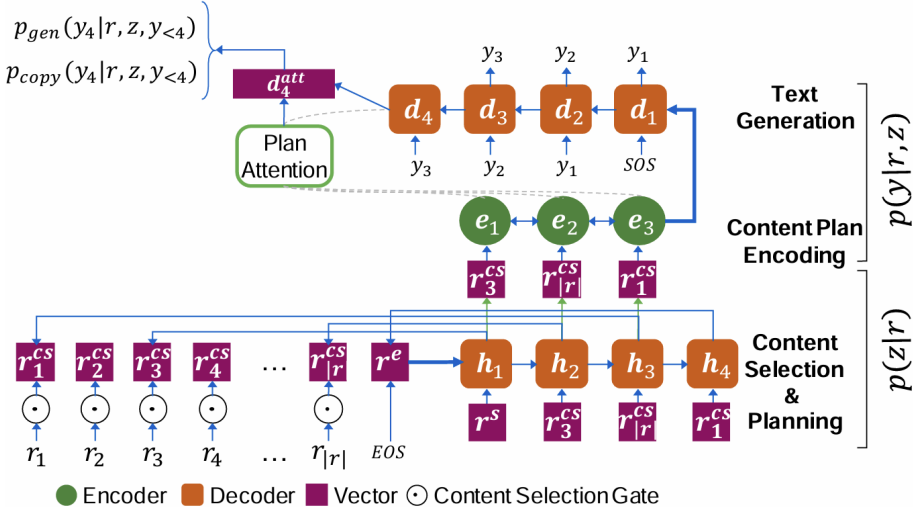 p_gen(y_4|r, z, y_<4)
p_copy(y_4|r, z, y_<4)
d_4^att
Plan
Attention
y_3 y_2 y_1
d_4 d_3 d_2 d_1
y_3 y_2 y_1 SOS
Text
Generation
p(y|r, z)
e_1 e_2 e_3
Content Plan
Encoding
r_3^cs r_|r|^cs r_1^cs
r_1^cs r_2^cs r_3^cs r_4^cs ... r_|r^cs r^e
h_1 h_2 h_3 h_4
Content
Selection
&
Planning
p(z|r)
r^s r_3^cs r_|r|^cs r_1^cs
r_1 r_2 r_3 r_4 ... r_|r| EOS
Encoder Decoder Vector Content Selection Gate